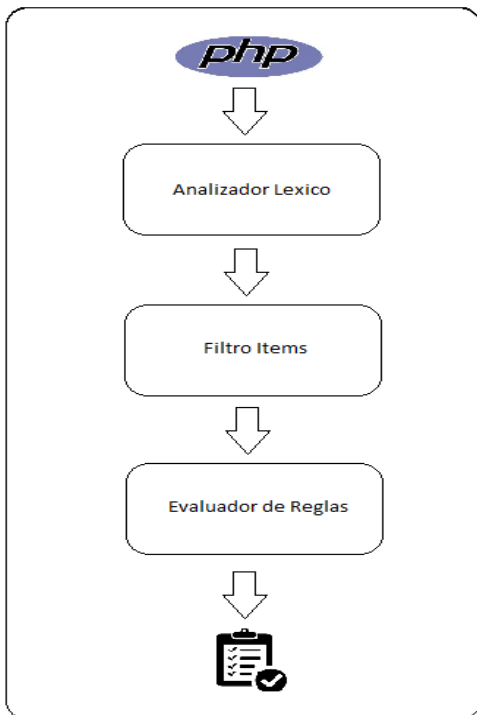 php
Analizador Lexico
Filtro Items
Evaluador de Reglas